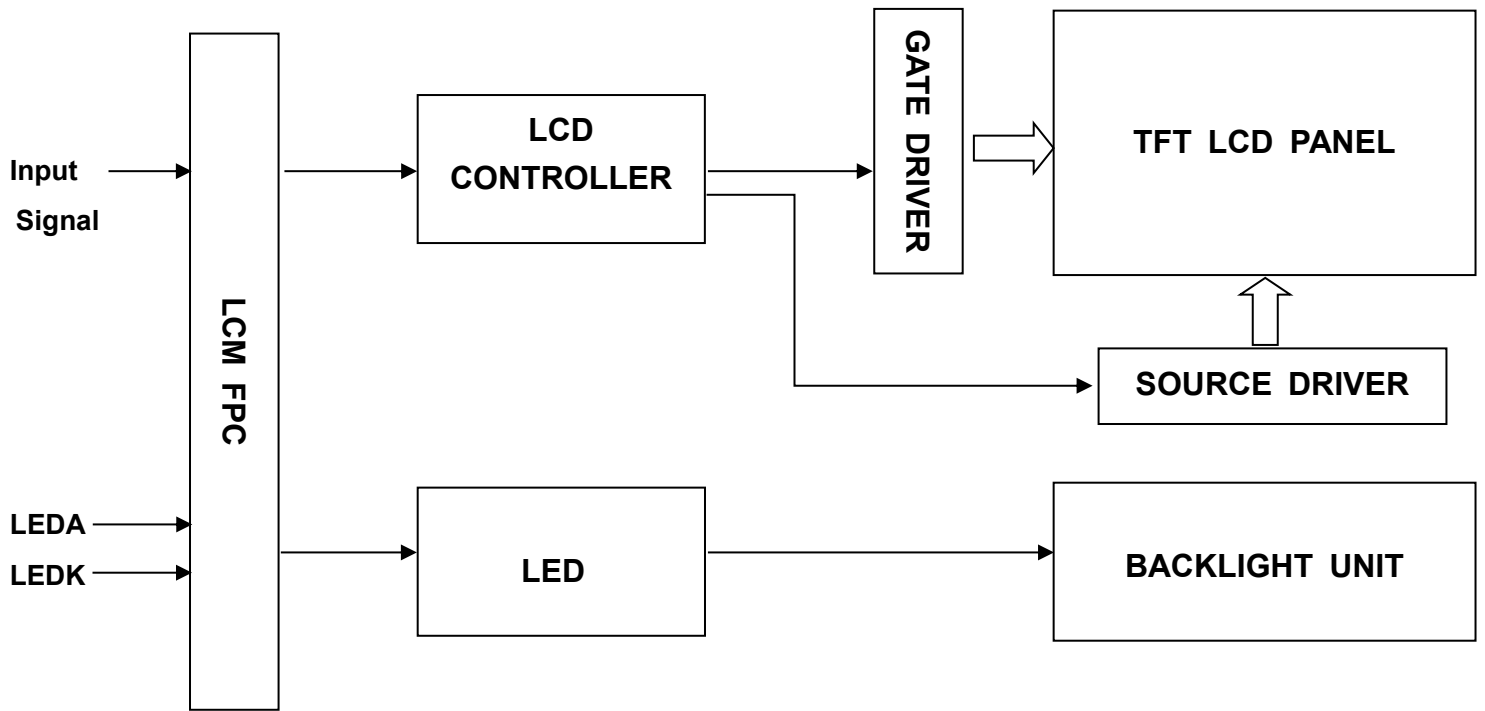 Input
Signal
LEDA
LEDK
LCM FPC
LCD
CONTROLLER
LED
GATE DRIVER
TFT LCD PANEL
SOURCE DRIVER
BACKLIGHT UNIT